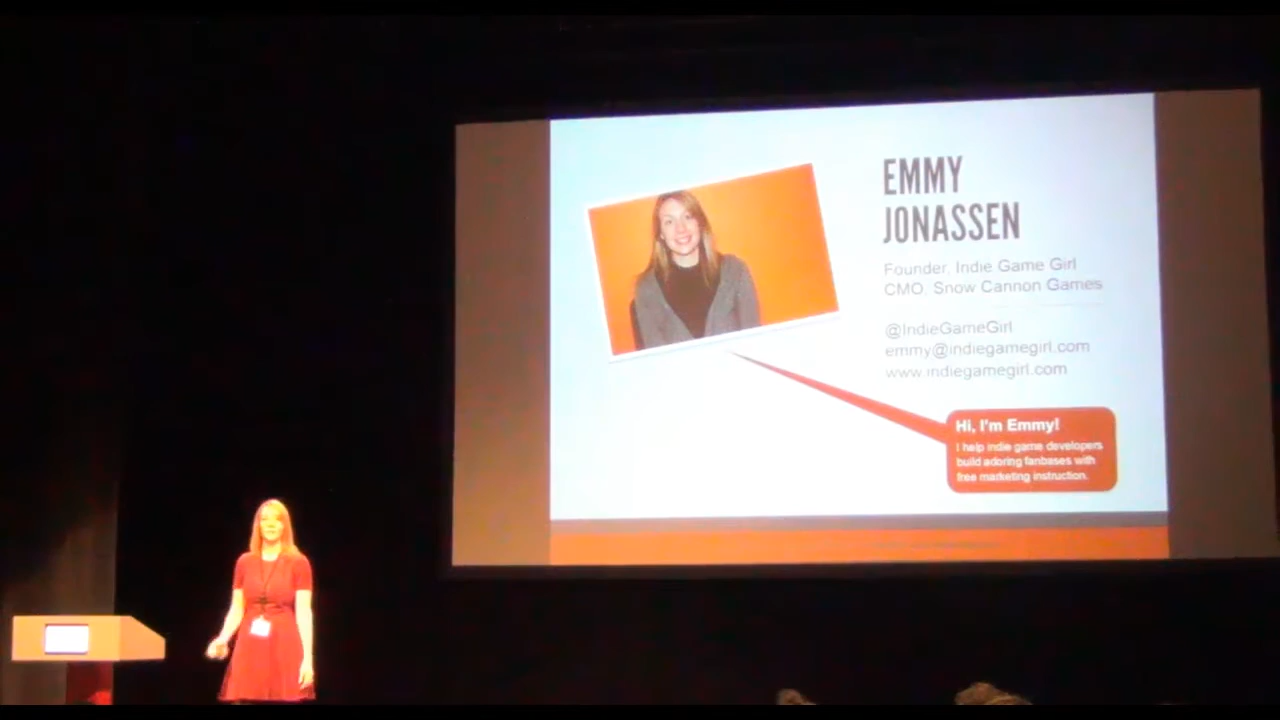 EMMY
JONASSEN
Founder, Indie Game Girl
CMO, Snow Cannon Games
@IndieGameGirl
emmy@indiegamegirl.com
www.indiegamegirl.com
Hi, I'm Emmy!
I help indie game developers
build adoring fanbases with
free marketing instruction.